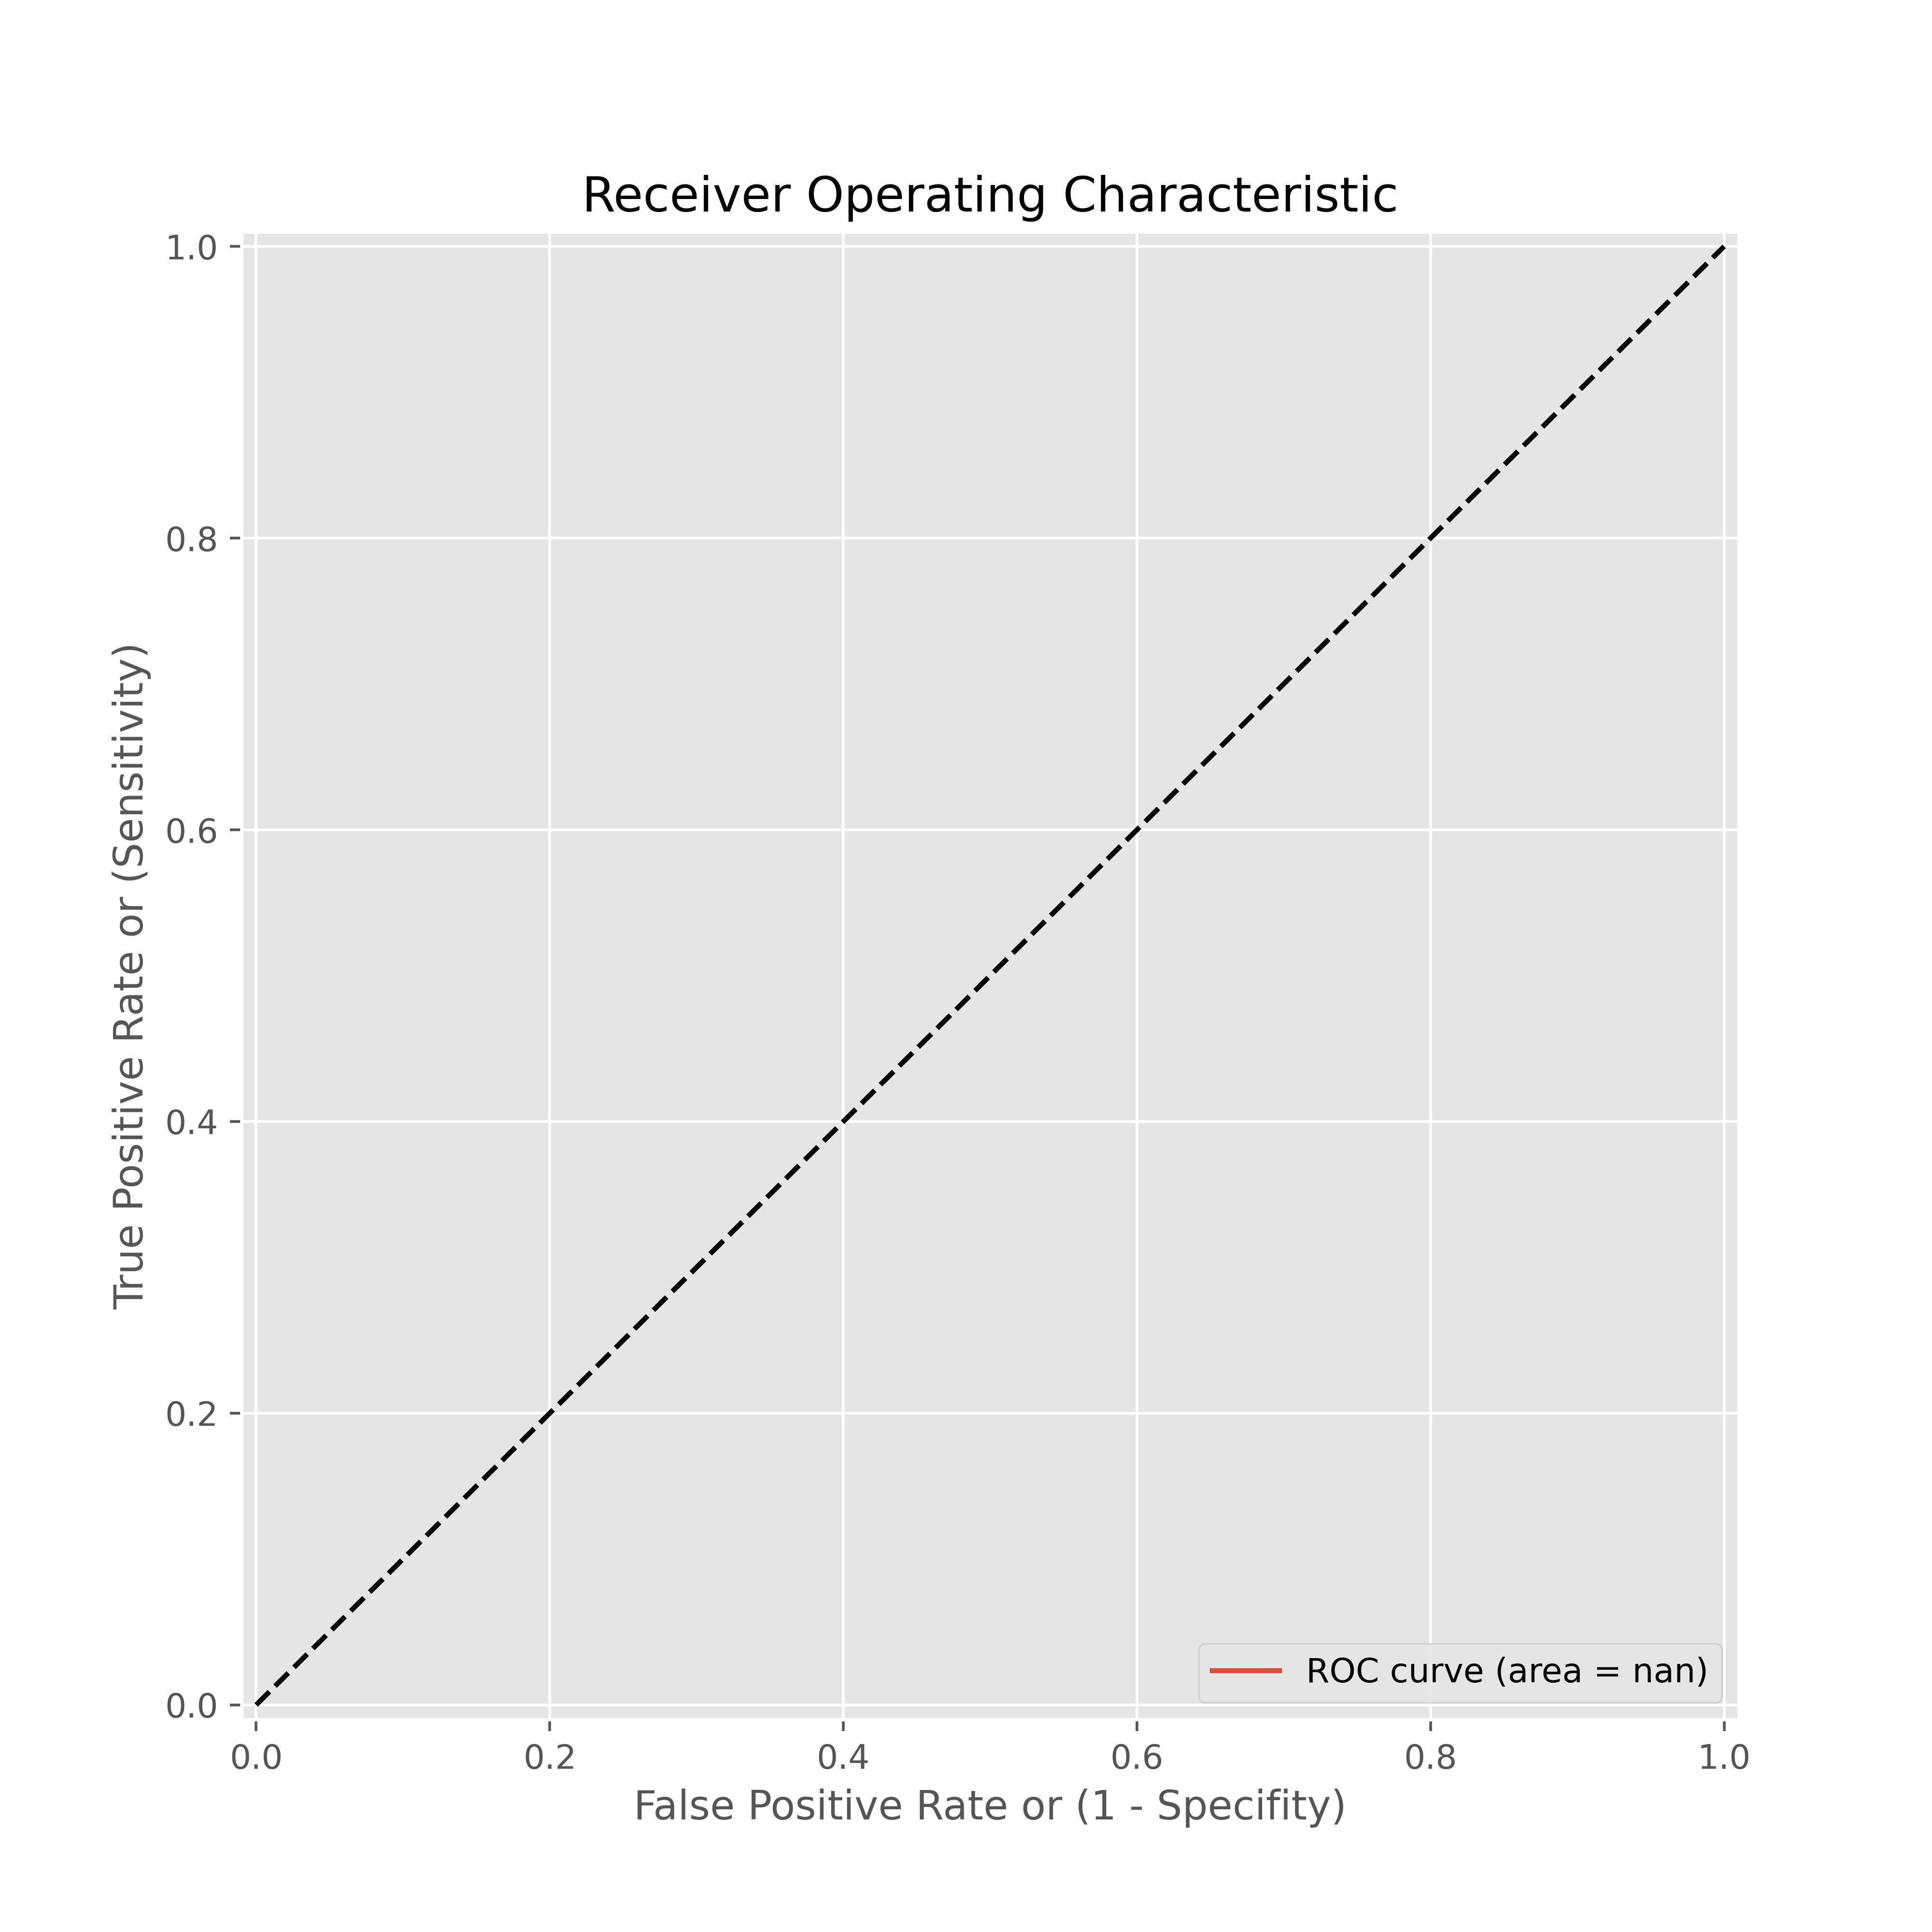 Receiver Operating Characteristic
1.0
0.8
0.6
0.4
0.2
0.0
True Positive Rate or (Sensitivity)
ROC curve (area = nan)
0.0 0.2 0.4 0.6 0.8 1.0
False Positive Rate or (1 - Specifity)